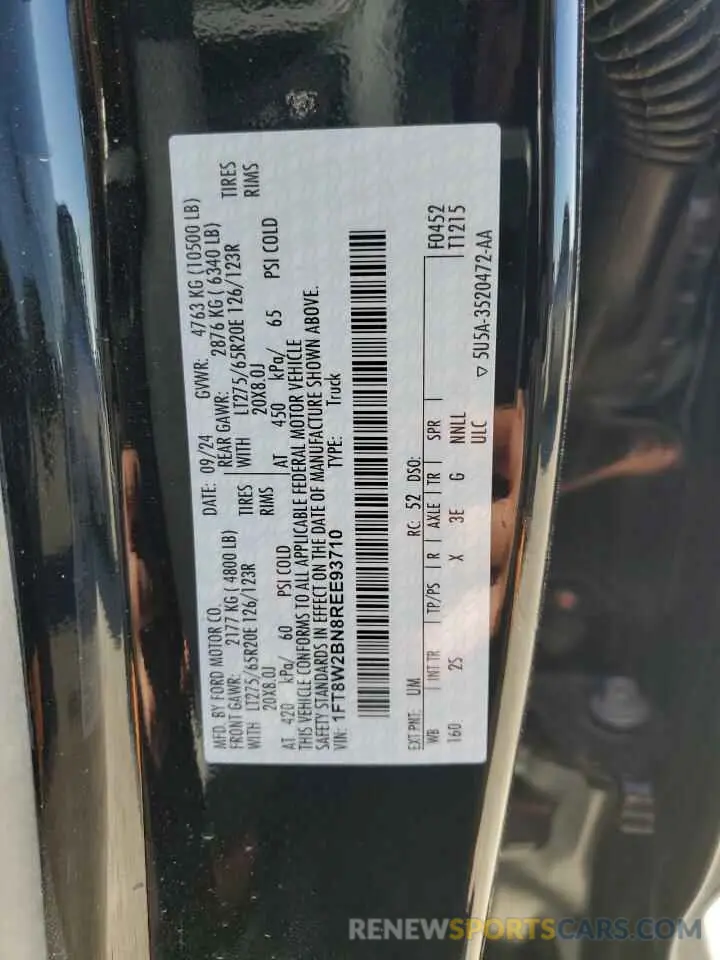 MFD. BY FORD MOTOR CO. DATE: 09/24 GVWR: 4763 KG (10500 LB)
FRONT GAWR: 2177 KG ( 4800 LB) REAR GAWR: 2876 KG ( 6340 LB)
WITH LT275/65R20E 126/123R TIRES WITH LT275/65R20E 126/123R TIRES
20X8.0J RIMS 20X8.0J RIMS
AT 420 kPa/ 60 PSI COLD AT 450 kPa/ 65 PSI COLD
THIS VEHICLE CONFORMS TO ALL APPLICABLE FEDERAL MOTOR VEHICLE
SAFETY STANDARDS IN EFFECT ON THE DATE OF MANUFACTURE SHOWN ABOVE.
VIN: 1FT8W2BN8REE93710 TYPE: Truck
EXT PNT: UM RC: 52 DSO: F0452
WB INT TR TP/PS R AXLE TR SPR T1215
160 2S X 3E G NNLL
ULC
▽ 5U5A-3520472-AA
RENEWSPORTSCARS.COM